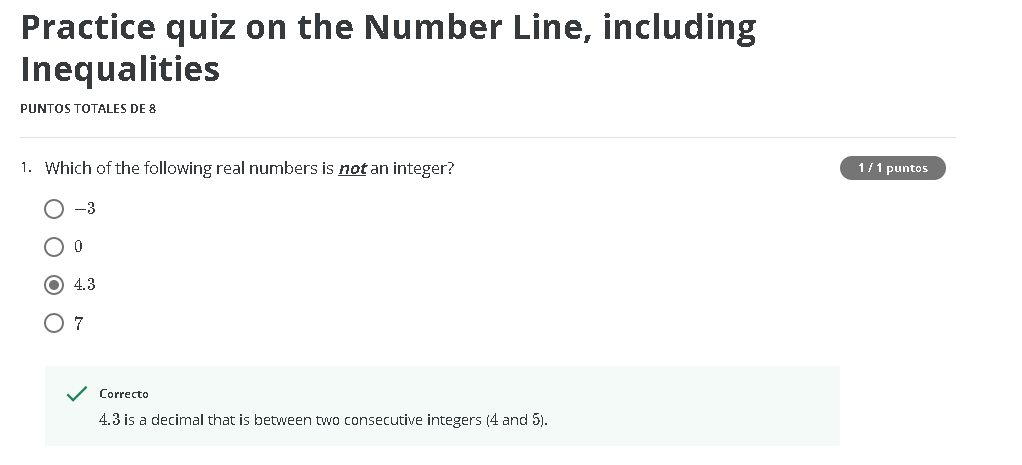 Practice quiz on the Number Line, including
Inequalities
PUNTOS TOTALES DE 8
1. Which of the following real numbers is not an integer?
1 / 1 puntos
−3
0
4.3
7
Correcto
4.3 is a decimal that is between two consecutive integers (4 and 5).